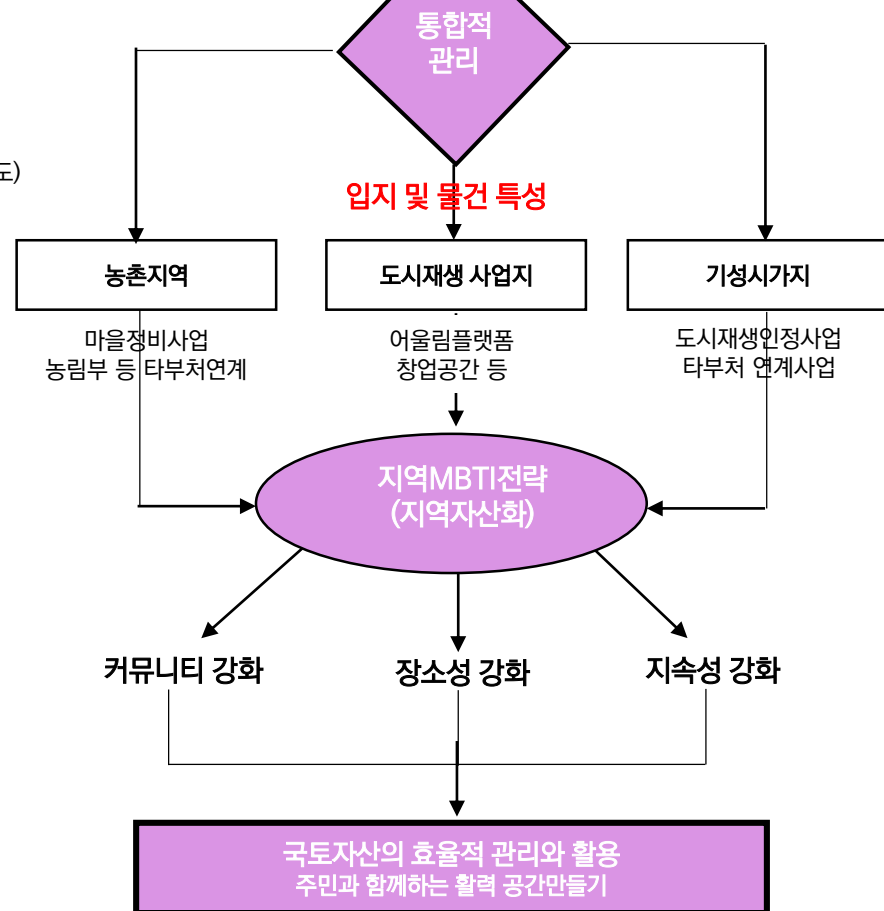 통합적
관리
도)
입지 및 물건 특성
농촌지역
도시재생 사업지
기성시가지
마을정비사업
농림부 등 타부처연계
어울림플랫폼
창업공간 등
도시재생인정사업
타부처 연계사업
지역MBTI전략
(지역자산화)
커뮤니티 강화
장소성 강화
지속성 강화
국토자산의 효율적 관리와 활용
주민과 함께하는 활력 공간만들기